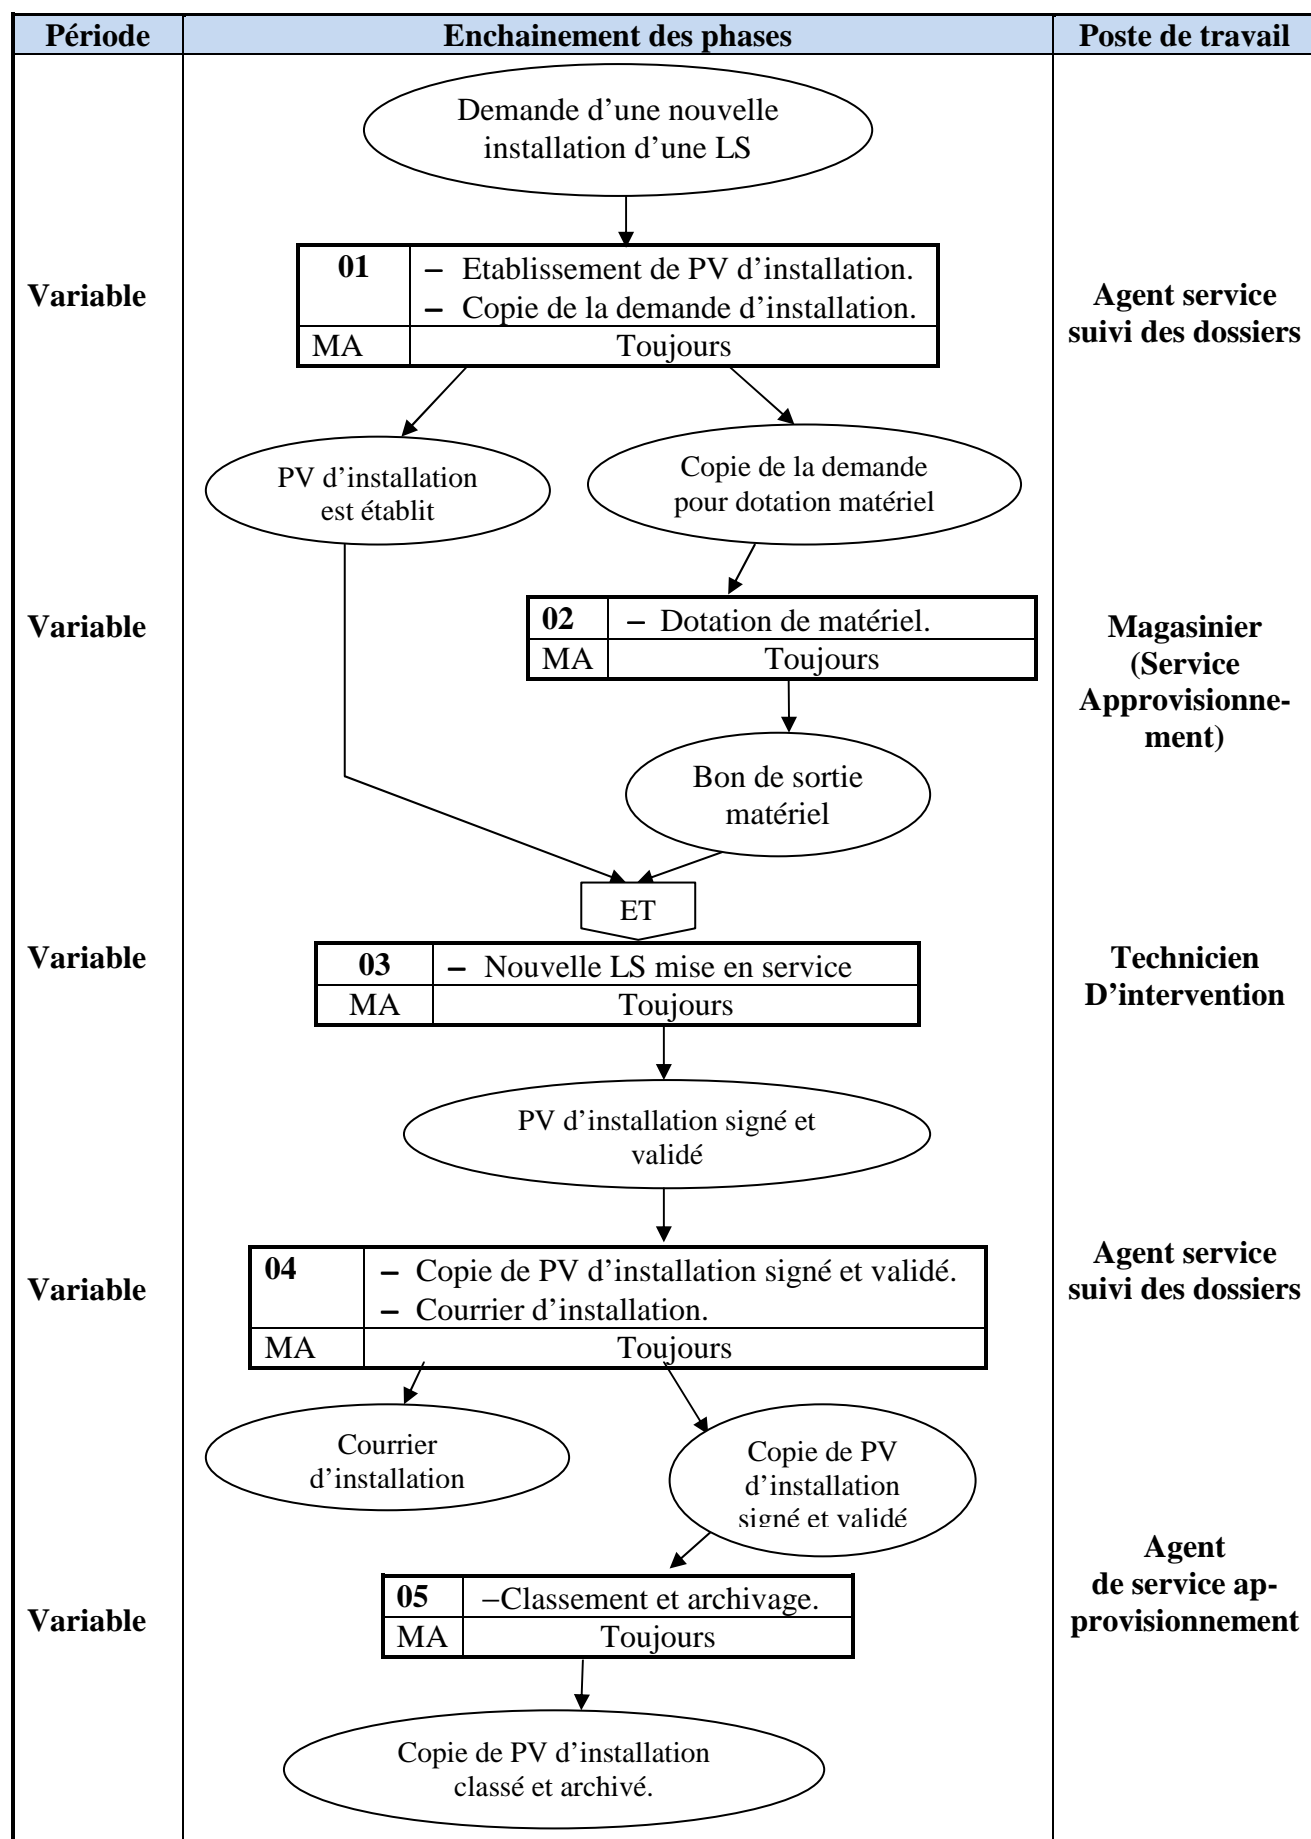 Période
Enchainement des phases
Poste de travail
Demande d’une nouvelle
installation d’une LS
Variable
01
– Etablissement de PV d’installation.
– Copie de la demande d’installation.
MA
Toujours
Agent service
suivi des dossiers
PV d’installation
est établit
Copie de la demande
pour dotation matériel
Variable
02
– Dotation de matériel.
MA
Toujours
Magasinier
(Service
Approvisionne-
ment)
Bon de sortie
matériel
ET
Variable
03
– Nouvelle LS mise en service
MA
Toujours
Technicien
D’intervention
PV d’installation signé et
validé
Variable
04
– Copie de PV d’installation signé et validé.
– Courrier d’installation.
MA
Toujours
Agent service
suivi des dossiers
Courrier
d’installation
Copie de PV
d’installation
signé et validé
Variable
05
–Classement et archivage.
MA
Toujours
Agent
de service ap-
provisionnement
Copie de PV d’installation
classé et archivé.